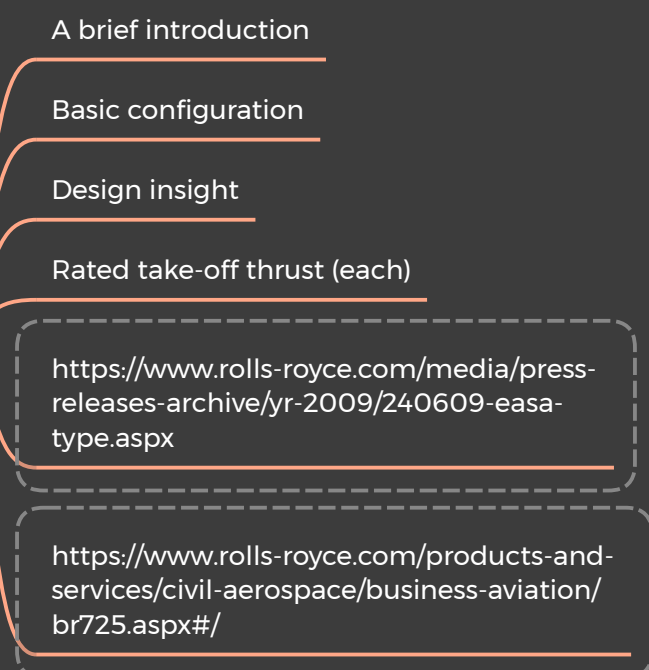 A brief introduction
Basic configuration
Design insight
Rated take-off thrust (each)
https://www.rolls-royce.com/media/press-
releases-archive/yr-2009/240609-easa-
type.aspx
https://www.rolls-royce.com/products-and-
services/civil-aerospace/business-aviation/
br725.aspx#/